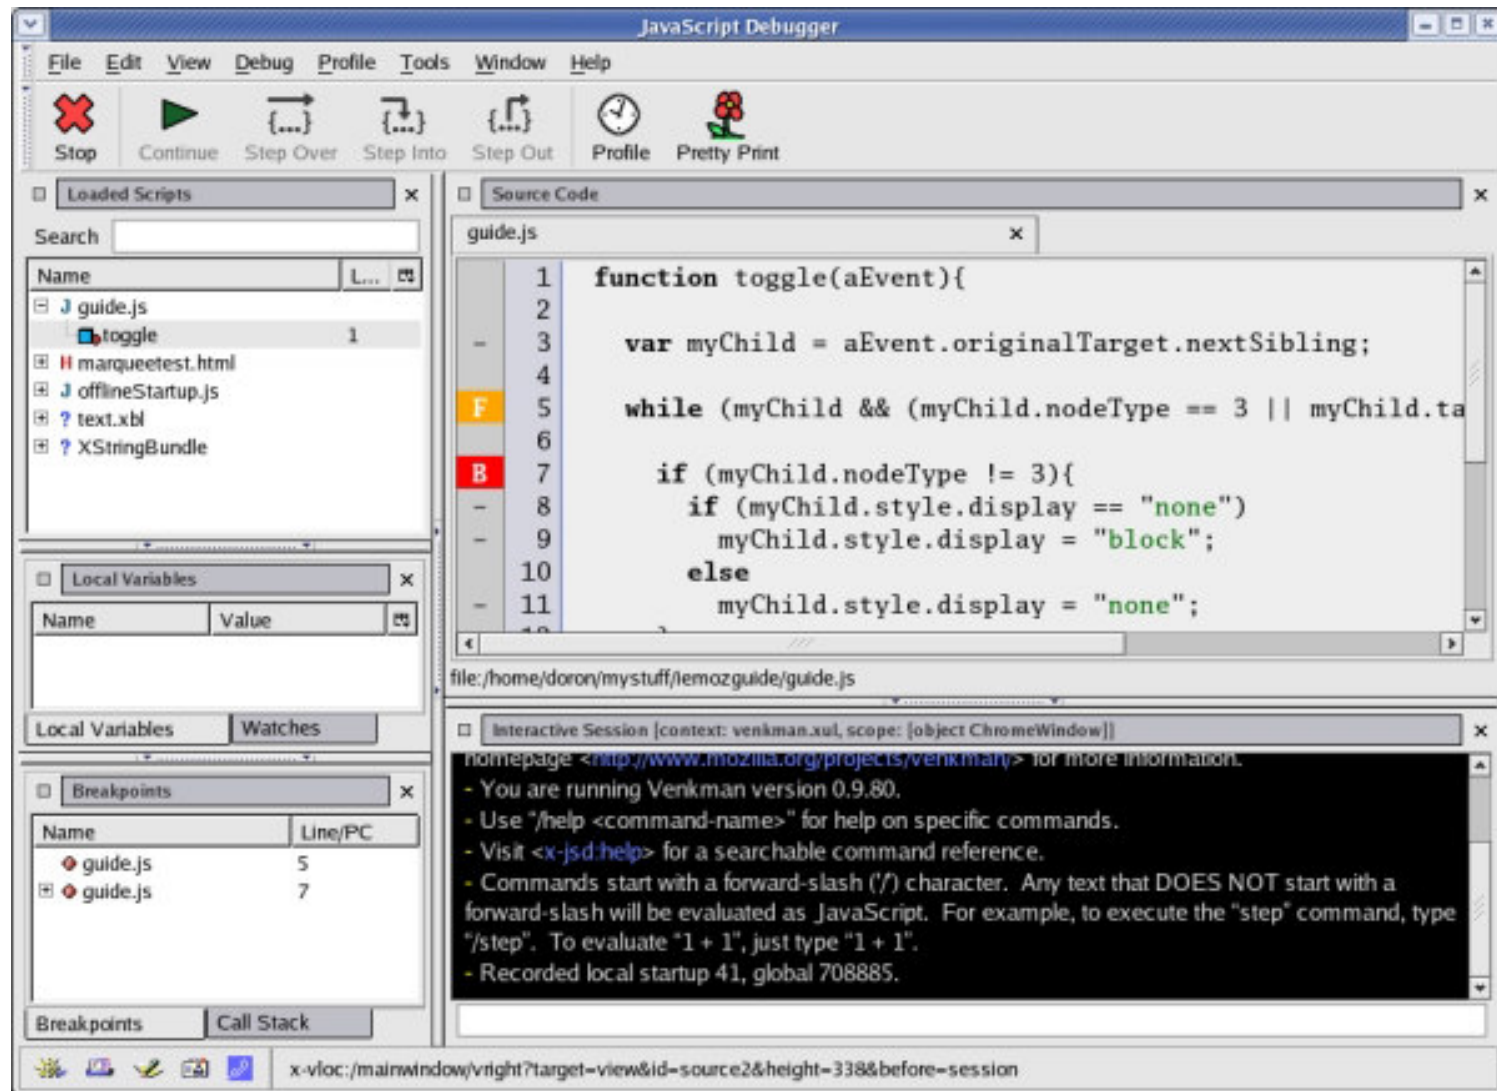 JavaScript Debugger
File Edit View Debug Profile Tools Window Help
Stop Continue Step Over Step Into Step Out Profile Pretty Print
Loaded Scripts
Search
Name L...
J guide.js
toggle 1
H marqueetest.html
J offlineStartup.js
? text.xbl
? XStringBundle
Local Variables
Name Value
Local Variables Watches
Breakpoints
Name Line/PC
guide.js 5
guide.js 7
Breakpoints Call Stack
Source Code
guide.js
1 function toggle(aEvent){
2
- 3 var myChild = aEvent.originalTarget.nextSibling;
4
F 5 while (myChild && (myChild.nodeType == 3 || myChild.ta
6
B 7 if (myChild.nodeType != 3){
- 8 if (myChild.style.display == "none")
- 9 myChild.style.display = "block";
10 else
- 11 myChild.style.display = "none";
file:/home/doron/mystuff/lemozguide/guide.js
Interactive Session [context: venkman.xul, scope: [object ChromeWindow]]
homepage <http://www.mozilla.org/projects/venkman/> for more information.
- You are running Venkman version 0.9.80.
- Use "/help <command-name>" for help on specific commands.
- Visit <x-jsd:help> for a searchable command reference.
- Commands start with a forward-slash ('/') character. Any text that DOES NOT start with a
forward-slash will be evaluated as JavaScript. For example, to execute the "step" command, type
"/step". To evaluate "1 + 1", just type "1 + 1".
- Recorded local startup 41, global 708885.
x-vloc:/mainwindow/vright?target=view&id=source2&height=338&before=session